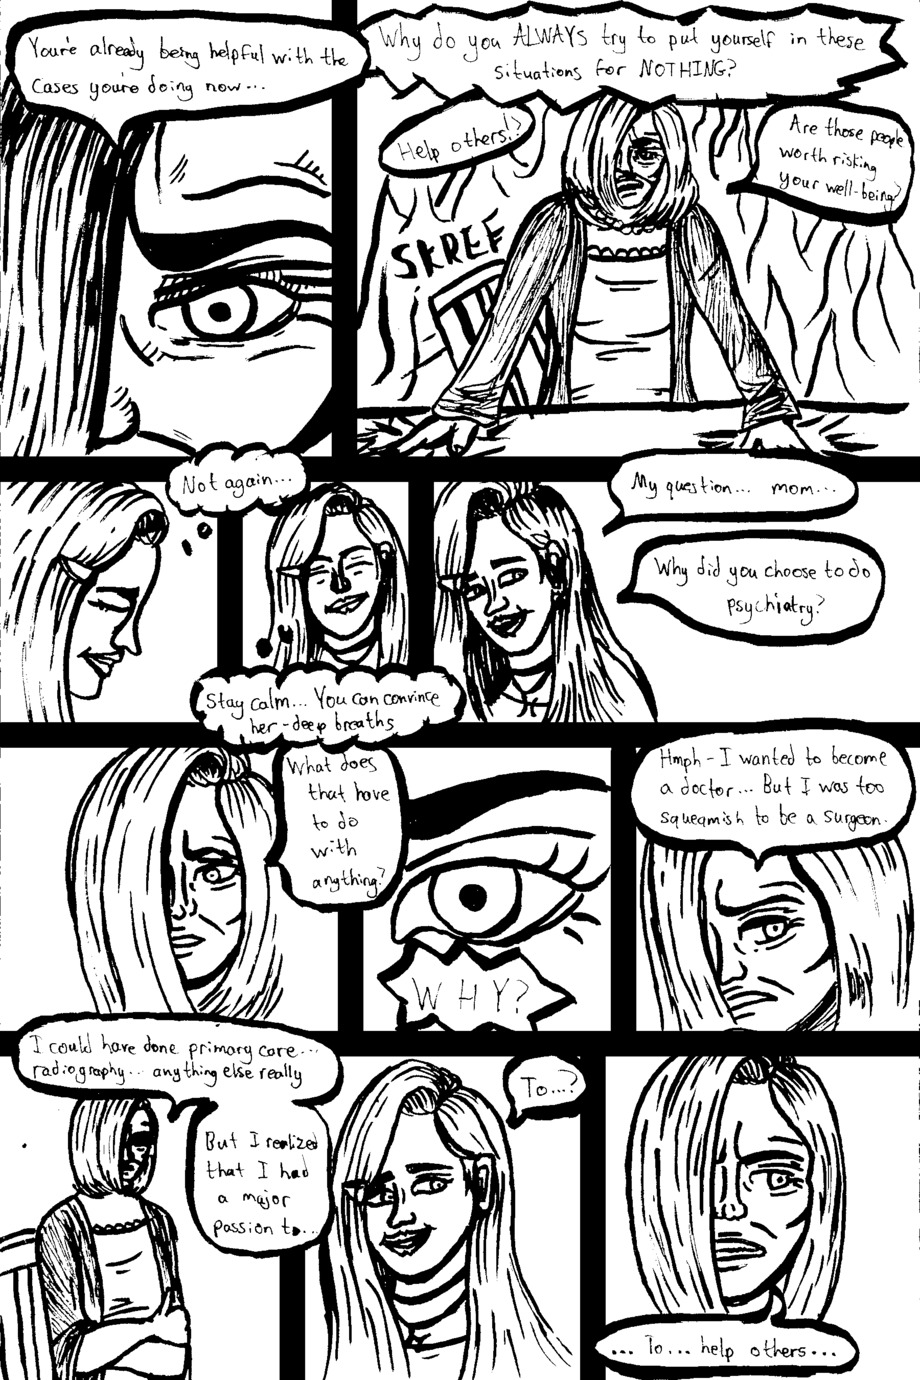 You're already being helpful with the
cases you're doing now...
Why do you ALWAYS try to put yourself in these
situations for NOTHING?
Help others!?
Are those people
worth risking
your well-being?
SKREE
Not again...
Stay calm... You can convince
her-deep breaths
My question... mom...
Why did you choose to do
psychiatry?
What does
that have
to do
with
anything?
WHY?
Hmph - I wanted to become
a doctor... But I was too
squeamish to be a surgeon.
I could have done primary care...
radiography... anything else really
But I realized
that I had
a major
passion to...
To...?
... To... help others...